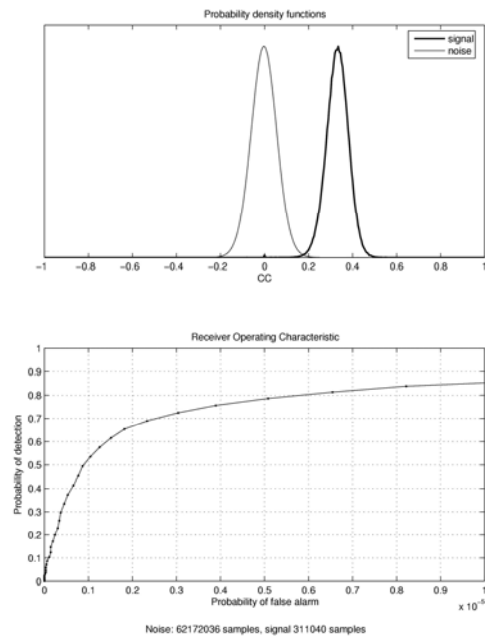 Probability density functions
signal
noise
-1 -0.8 -0.6 -0.4 -0.2 0 0.2 0.4 0.6 0.8 1
CC
Receiver Operating Characteristic
1
0.9
0.8
0.7
0.6
0.5
0.4
0.3
0.2
0.1
0
Probability of detection
0 0.1 0.2 0.3 0.4 0.5 0.6 0.7 0.8 0.9 1
Probability of false alarm
x 10⁻⁵
Noise: 62172036 samples, signal 311040 samples